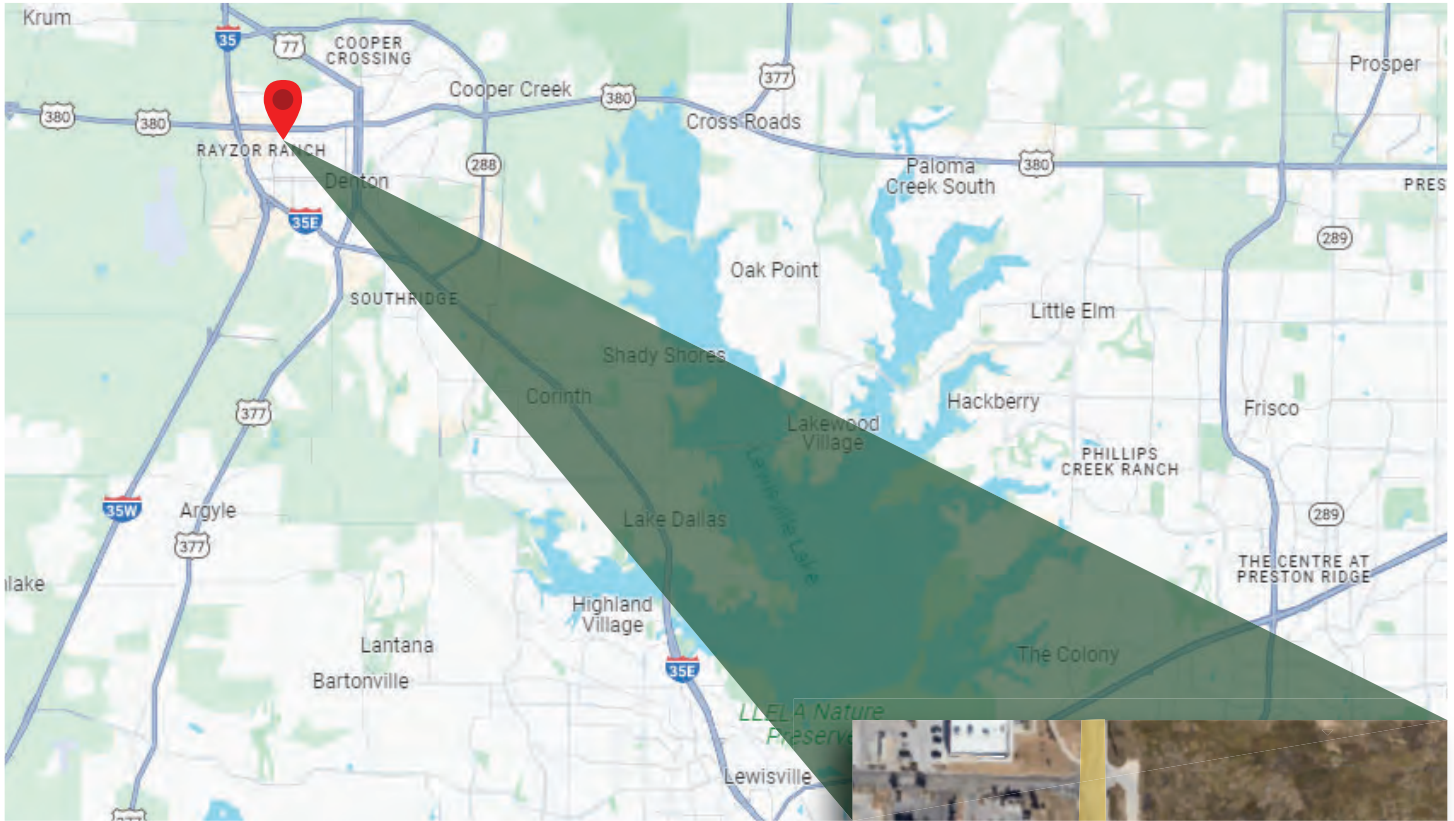 Krum
35
77
COOPER
CROSSING
377
Prosper
Cooper Creek
380
380
380
Cross Roads
RAYZOR RANCH
288
Denton
Paloma
Creek South
380
PRES
35E
289
Oak Point
SOUTHRIDGE
Little Elm
Shady Shores
Corinth
377
Hackberry
Frisco
Lakewood
Village
PHILLIPS
CREEK RANCH
Lewisville Lake
35W
Argyle
Lake Dallas
289
377
THE CENTRE AT
PRESTON RIDGE
nlake
Highland
Village
Lantana
The Colony
35E
Bartonville
LLELA Nature
Preserve
Lewisville
377